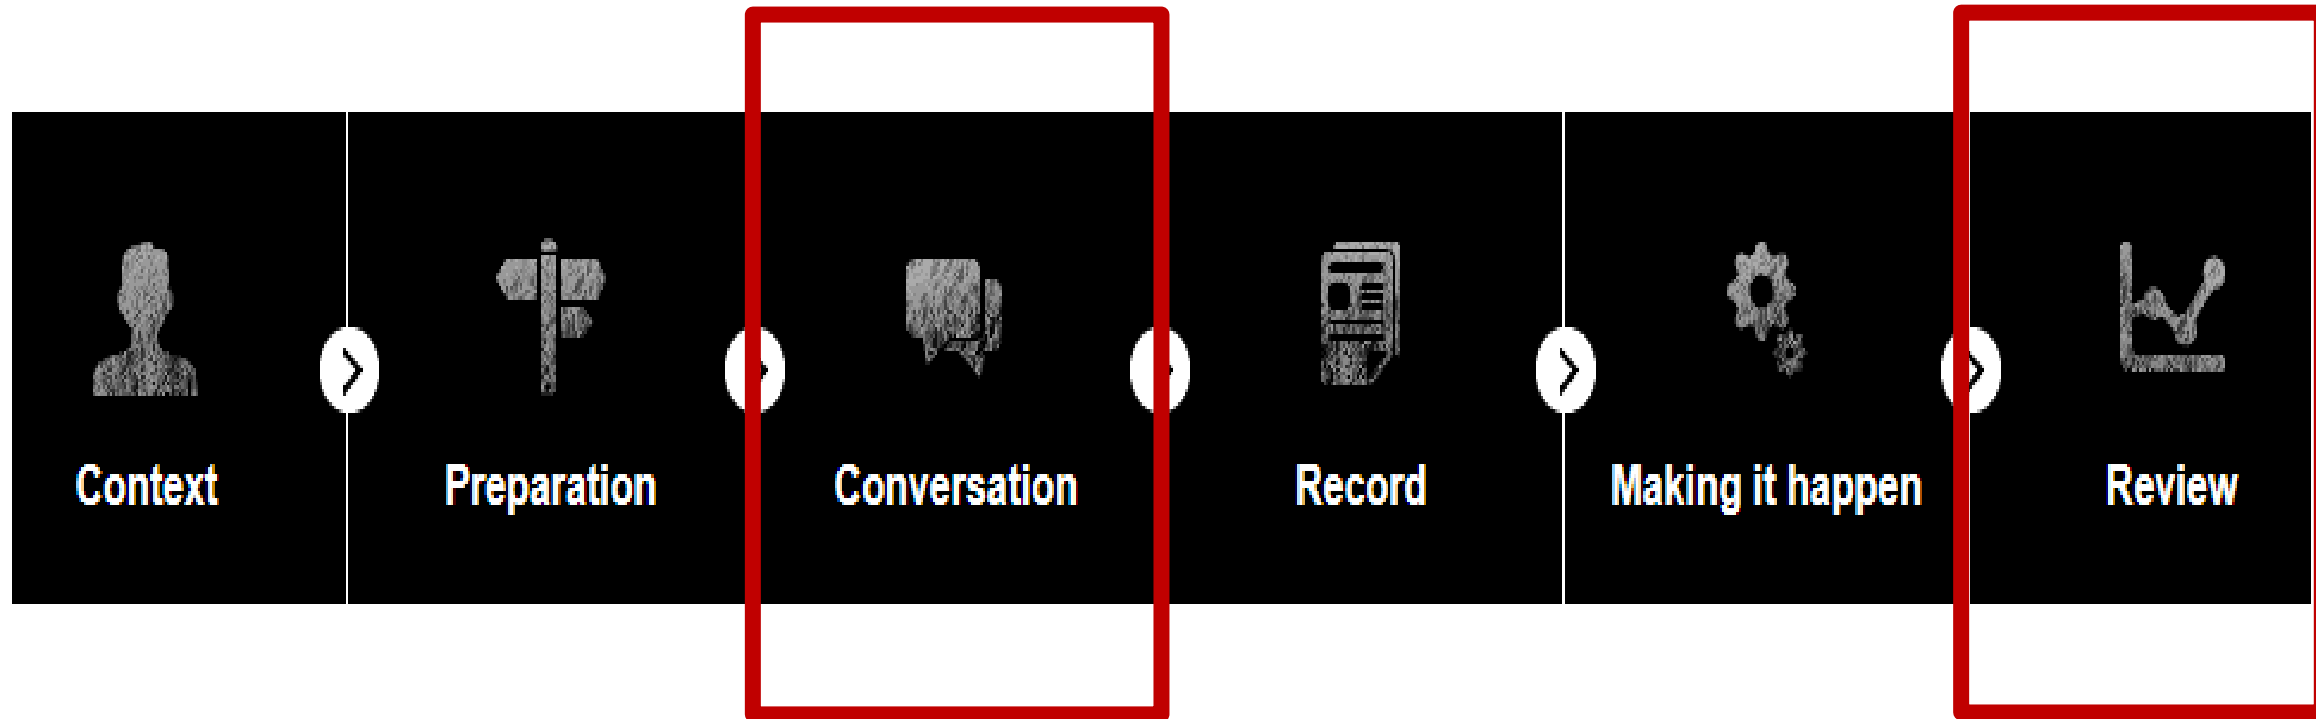 Context
Preparation
Conversation
Record
Making it happen
Review